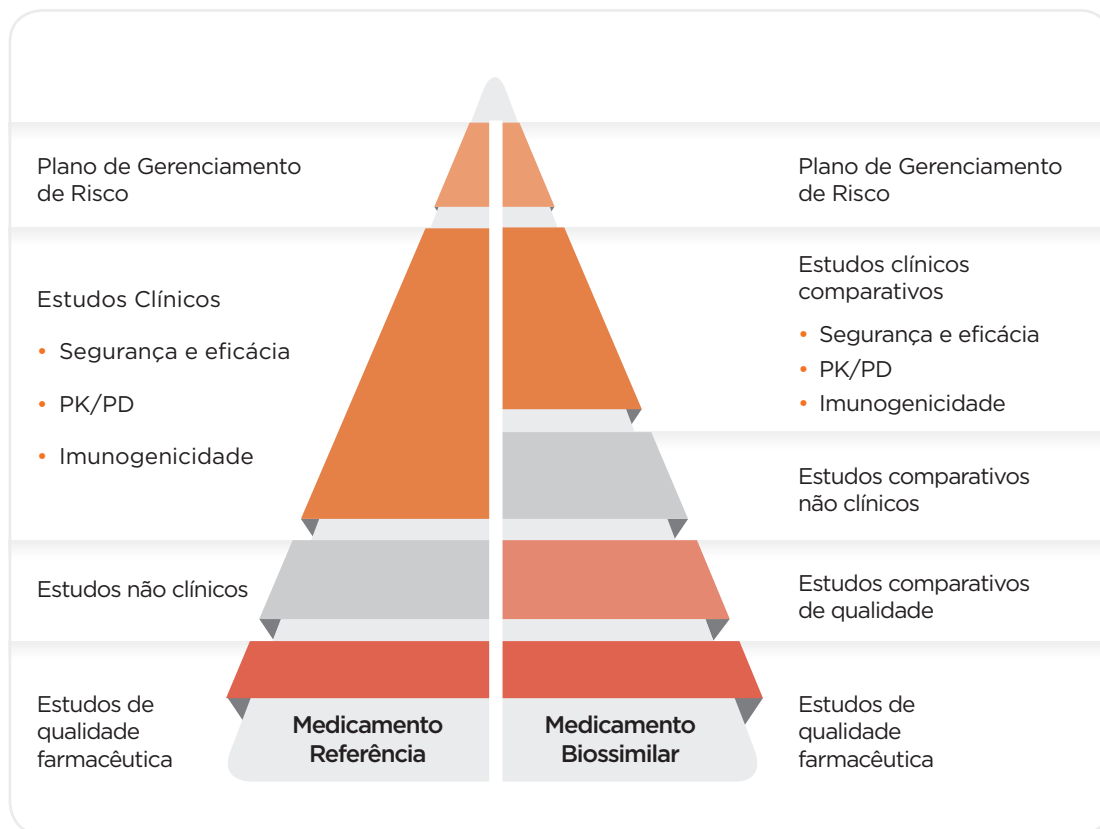 Plano de Gerenciamento
de Risco
Estudos Clínicos
• Segurança e eficácia
• PK/PD
• Imunogenicidade
Estudos não clínicos
Estudos de
qualidade
farmacêutica
Medicamento
Referência
Medicamento
Biossimilar
Plano de Gerenciamento
de Risco
Estudos clínicos
comparativos
• Segurança e eficácia
• PK/PD
• Imunogenicidade
Estudos comparativos
não clínicos
Estudos comparativos
de qualidade
Estudos de
qualidade
farmacêutica